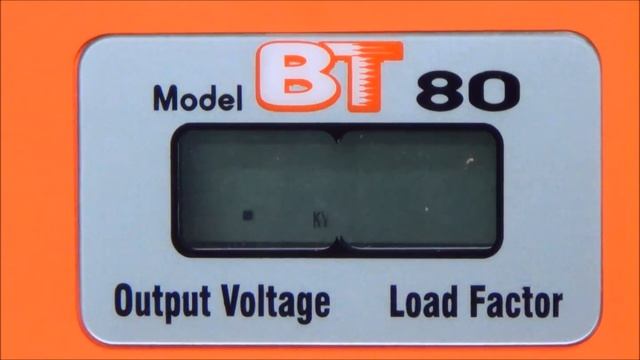 Model BT 80
. KV
Output Voltage Load Factor